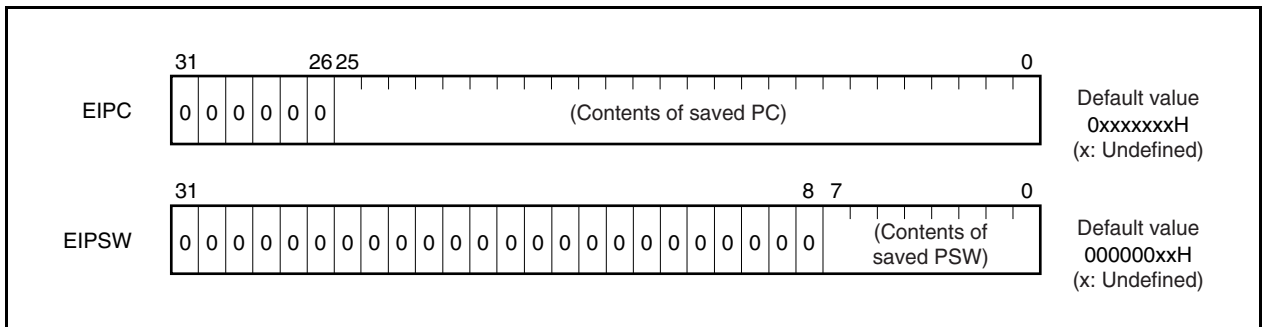 31 26 25 0
EIPC 0 0 0 0 0 0 (Contents of saved PC) Default value
0xxxxxxxH
(x: Undefined)
31 8 7 0
EIPSW 0 0 0 0 0 0 0 0 0 0 0 0 0 0 0 0 0 0 0 0 0 0 0 0 (Contents of
saved PSW) Default value
000000xxH
(x: Undefined)